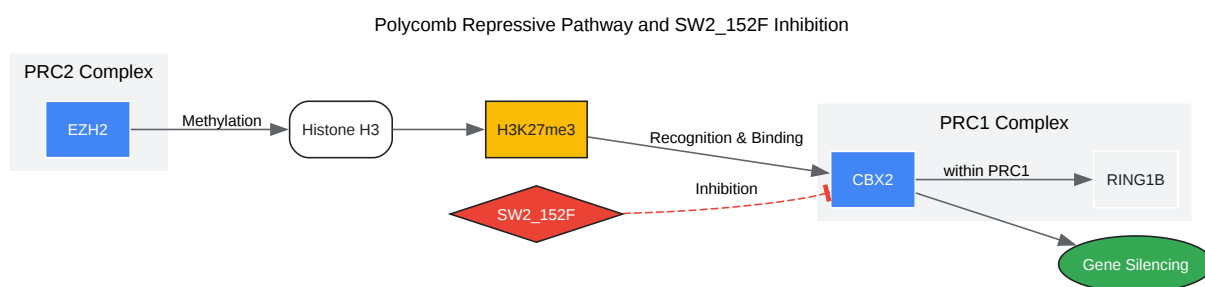 Polycomb Repressive Pathway and SW2_152F Inhibition
PRC2 Complex
EZH2
Methylation
Histone H3
H3K27me3
Recognition & Binding
PRC1 Complex
CBX2
within PRC1
RING1B
SW2_152F
Inhibition
Gene Silencing